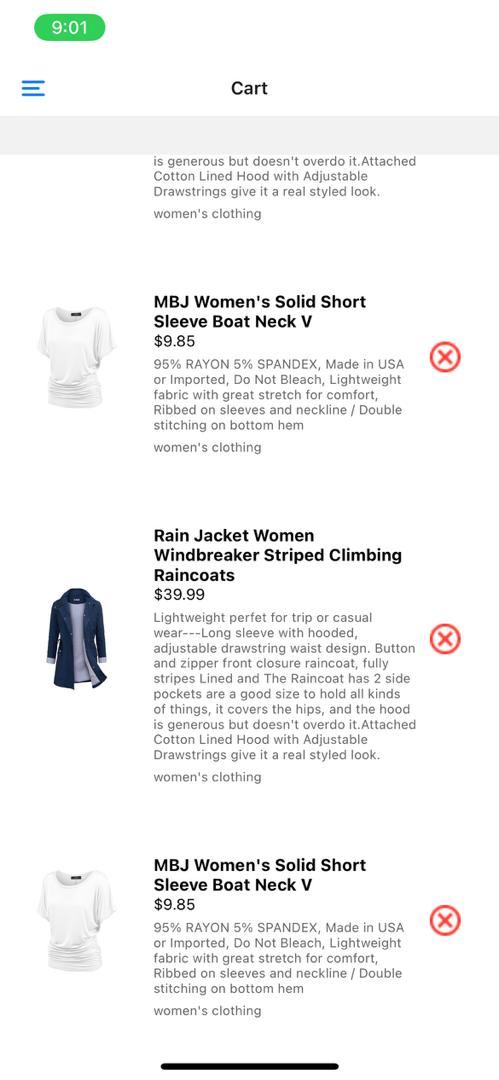 9:01
Cart
is generous but doesn't overdo it.Attached
Cotton Lined Hood with Adjustable
Drawstrings give it a real styled look.
women's clothing
MBJ Women's Solid Short
Sleeve Boat Neck V
$9.85
95% RAYON 5% SPANDEX, Made in USA
or Imported, Do Not Bleach, Lightweight
fabric with great stretch for comfort,
Ribbed on sleeves and neckline / Double
stitching on bottom hem
women's clothing
Rain Jacket Women
Windbreaker Striped Climbing
Raincoats
$39.99
Lightweight perfet for trip or casual
wear---Long sleeve with hooded,
adjustable drawstring waist design. Button
and zipper front closure raincoat, fully
stripes Lined and The Raincoat has 2 side
pockets are a good size to hold all kinds
of things, it covers the hips, and the hood
is generous but doesn't overdo it.Attached
Cotton Lined Hood with Adjustable
Drawstrings give it a real styled look.
women's clothing
MBJ Women's Solid Short
Sleeve Boat Neck V
$9.85
95% RAYON 5% SPANDEX, Made in USA
or Imported, Do Not Bleach, Lightweight
fabric with great stretch for comfort,
Ribbed on sleeves and neckline / Double
stitching on bottom hem
women's clothing